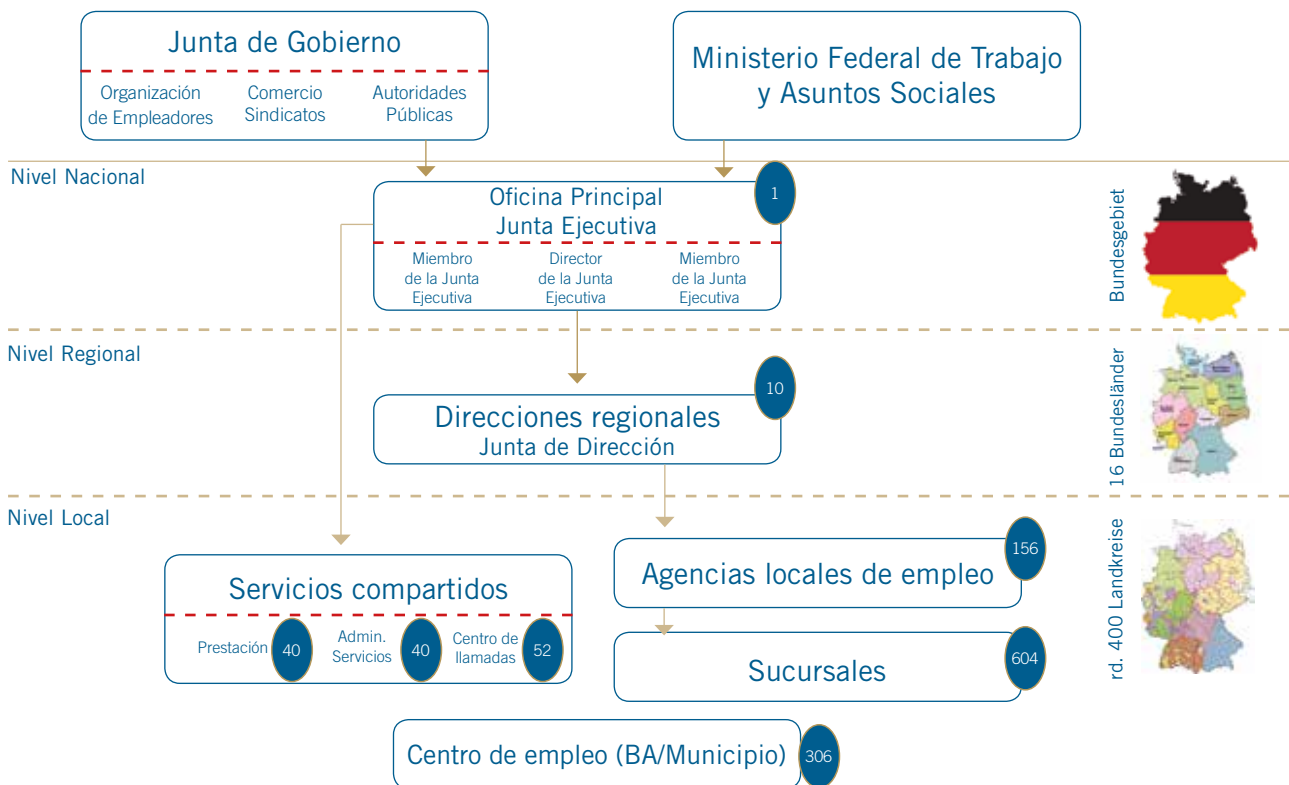 Junta de Gobierno
Organización
de Empleadores
Comercio
Sindicatos
Autoridades
Públicas
Ministerio Federal de Trabajo
y Asuntos Sociales
Nivel Nacional
Oficina Principal
Junta Ejecutiva
1
Miembro
de la Junta
Ejecutiva
Director
de la Junta
Ejecutiva
Miembro
de la Junta
Ejecutiva
Bundesgebiet
Nivel Regional
10
Direcciones regionales
Junta de Dirección
16 Bundesländer
Nivel Local
Servicios compartidos
Prestación
40
Admin.
Servicios
40
Centro de
llamadas
52
156
Agencias locales de empleo
604
Sucursales
rd. 400 Landkreise
Centro de empleo (BA/Municipio)
306